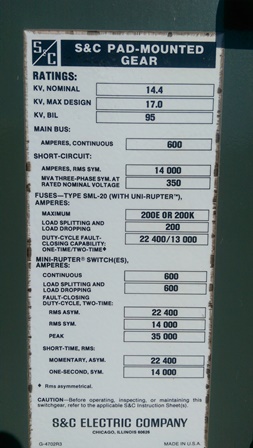 S&C S&C PAD-MOUNTED
GEAR
RATINGS:
KV, NOMINAL 14.4
KV, MAX DESIGN 17.0
KV, BIL 95
MAIN BUS:
AMPERES, CONTINUOUS 600
SHORT-CIRCUIT:
AMPERES, RMS SYM. 14 000
MVA THREE-PHASE SYM. AT
RATED NOMINAL VOLTAGE 350
FUSES—TYPE SML-20 (WITH UNI-RUPTER™),
AMPERES:
MAXIMUM 200E OR 200K
LOAD SPLITTING AND
LOAD DROPPING 200
DUTY-CYCLE FAULT-
CLOSING CAPABILITY: 22 400/13 000
ONE-TIME/TWO-TIME♦
MINI-RUPTER® SWITCH(ES),
AMPERES:
CONTINUOUS 600
LOAD SPLITTING AND
LOAD DROPPING 600
FAULT-CLOSING
DUTY-CYCLE, TWO-TIME:
RMS ASYM. 22 400
RMS SYM. 14 000
PEAK 35 000
SHORT-TIME, RMS:
MOMENTARY, ASYM. 22 400
ONE-SECOND, SYM. 14 000
♦ Rms asymmetrical.
CAUTION—Before operating, inspecting, or maintaining this
switchgear, refer to the applicable S&C Instruction Sheet(s).
S&C ELECTRIC COMPANY
CHICAGO, ILLINOIS 60626
G-4702R3 MADE IN U.S.A.